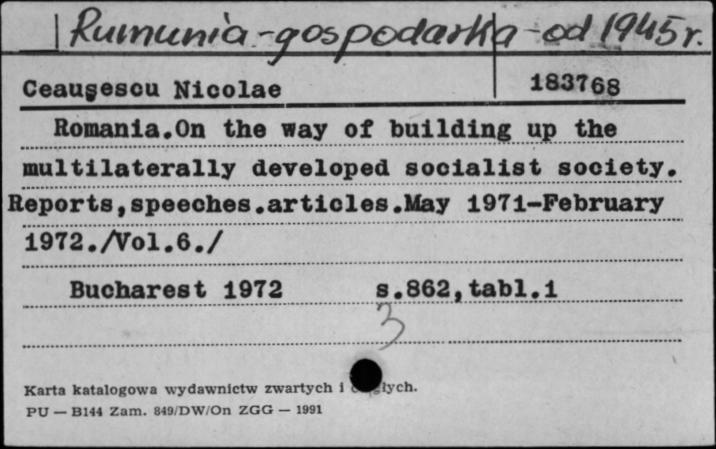 Rumunia-gospodarka-od 1945r.
Ceauşescu Nicolae 183768
Romania.On the way of building up the
multilaterally developed socialist society.
Reports,speeches.articles.May 1971-February
1972./Vol.6./
Bucharest 1972 s.862,tabl.1
3
Karta katalogowa wydawnictw zwartych i
PU — B144 Zam. 849/DW/On ZGG — 1991